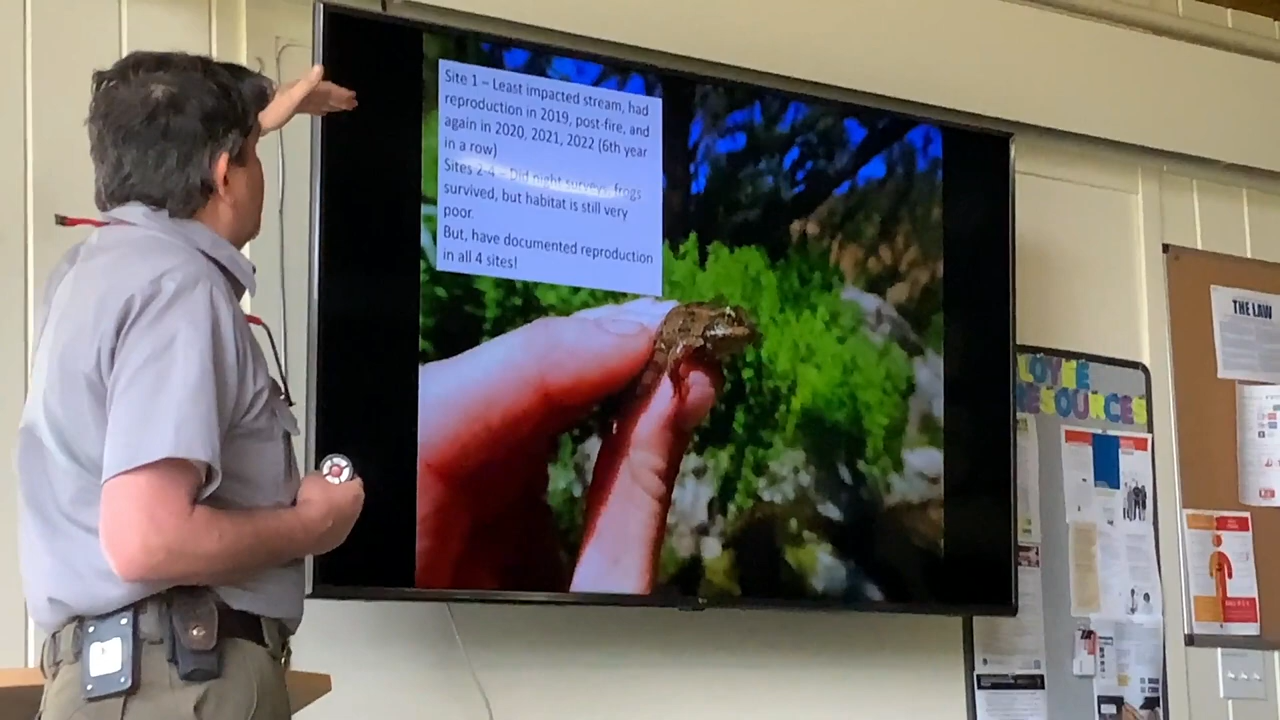 Site 1 – Least impacted stream, had
reproduction in 2019, post-fire, and
again in 2020, 2021, 2022 (6th year
in a row)
Sites 2-4 – Did night surveys, frogs
survived, but habitat is still very
poor.
But, have documented reproduction
in all 4 sites!
THE LAW
OYEE
RESOURCES